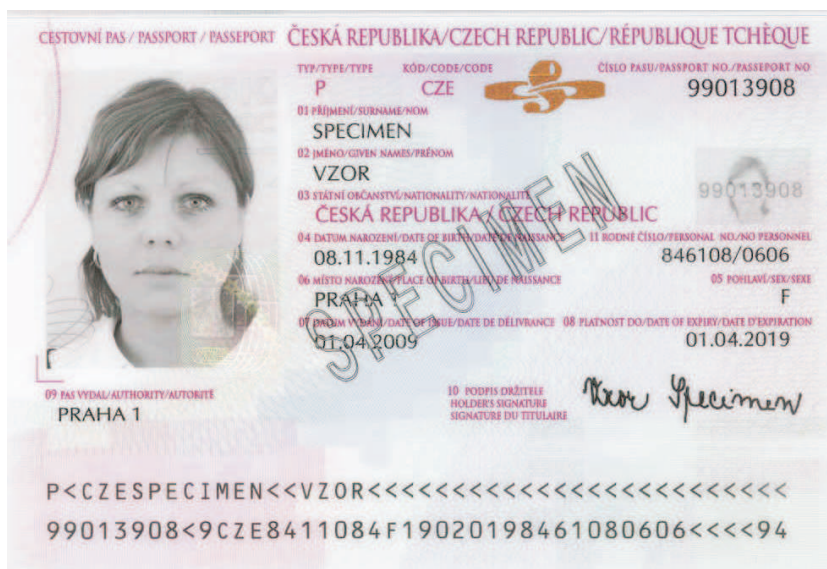 CESTOVNÍ PAS / PASSPORT / PASSEPORT ČESKÁ REPUBLIKA/CZECH REPUBLIC/RÉPUBLIQUE TCHÈQUE
TYP/TYPE/TYPE KÓD/CODE/CODE ČÍSLO PASU/PASSPORT NO./PASSEPORT NO
P CZE 99013908
01 PŘÍJMENÍ/SURNAME/NOM
SPECIMEN
02 JMÉNO/GIVEN NAMES/PRÉNOM
VZOR
99013908
03 STÁTNÍ OBČANSTVÍ/NATIONALITY/NATIONALITÉ
ČESKÁ REPUBLIKA / CZECH REPUBLIC
04 DATUM NAROZENÍ/DATE OF BIRTH/DATE DE NAISSANCE 11 RODNÉ ČÍSLO/PERSONAL NO./NO PERSONNEL
08.11.1984 846108/0606
06 MÍSTO NAROZENÍ/PLACE OF BIRTH/LIEU DE NAISSANCE 05 POHLAVÍ/SEX/SEXE
PRAHA 1 F
07 DATUM VYDÁNÍ/DATE OF ISSUE/DATE DE DÉLIVRANCE 08 PLATNOST DO/DATE OF EXPIRY/DATE D'EXPIRATION
01.04.2009 01.04.2019
SPECIMEN
09 PAS VYDAL/AUTHORITY/AUTORITÉ
PRAHA 1
10 PODPIS DRŽITELE
HOLDER'S SIGNATURE
SIGNATURE DU TITULAIRE
Vzor Specimen
P<CZESPECIMEN<<VZOR<<<<<<<<<<<<<<<<<<<<<<<<<
99013908<9CZE8411084F19020198461080606<<<<94